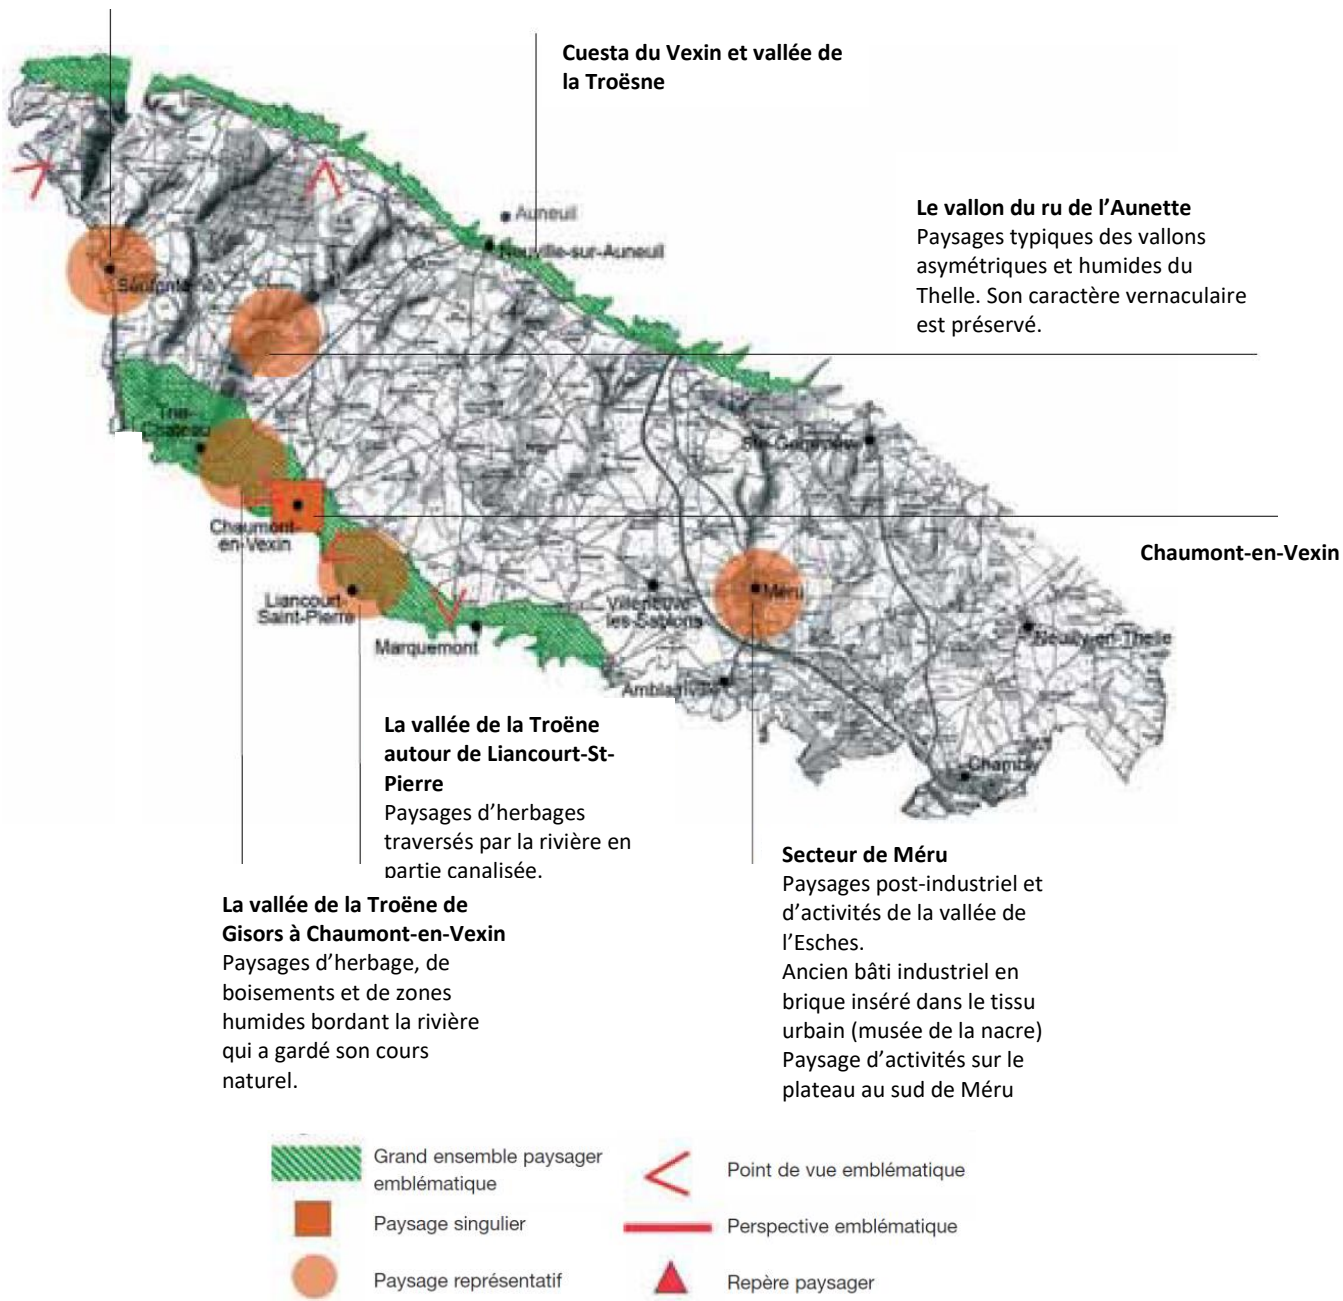 Cuesta du Vexin et vallée de
la Troësne
Le vallon du ru de l’Aunette
Paysages typiques des vallons
asymétriques et humides du
Thelle. Son caractère vernaculaire
est préservé.
Auneuil
Neuville-sur-Auneuil
Sérifontaine
Trie-
Château
Ste-Geneviève
Chaumont-
en-Vexin
Chaumont-en-Vexin
Liancourt-
Saint-Pierre
Marquemont
Villeneuve-
les-Sablons
Méru
Neuilly-en-Thelle
Amblainville
Chambly
La vallée de la Troëne
autour de Liancourt-St-
Pierre
Paysages d’herbages
traversés par la rivière en
partie canalisée.
La vallée de la Troëne de
Gisors à Chaumont-en-Vexin
Paysages d’herbage, de
boisements et de zones
humides bordant la rivière
qui a gardé son cours
naturel.
Secteur de Méru
Paysages post-industriel et
d’activités de la vallée de
l’Esches.
Ancien bâti industriel en
brique inséré dans le tissu
urbain (musée de la nacre)
Paysage d’activités sur le
plateau au sud de Méru
Grand ensemble paysager
emblématique
Paysage singulier
Paysage représentatif
Point de vue emblématique
Perspective emblématique
Repère paysager